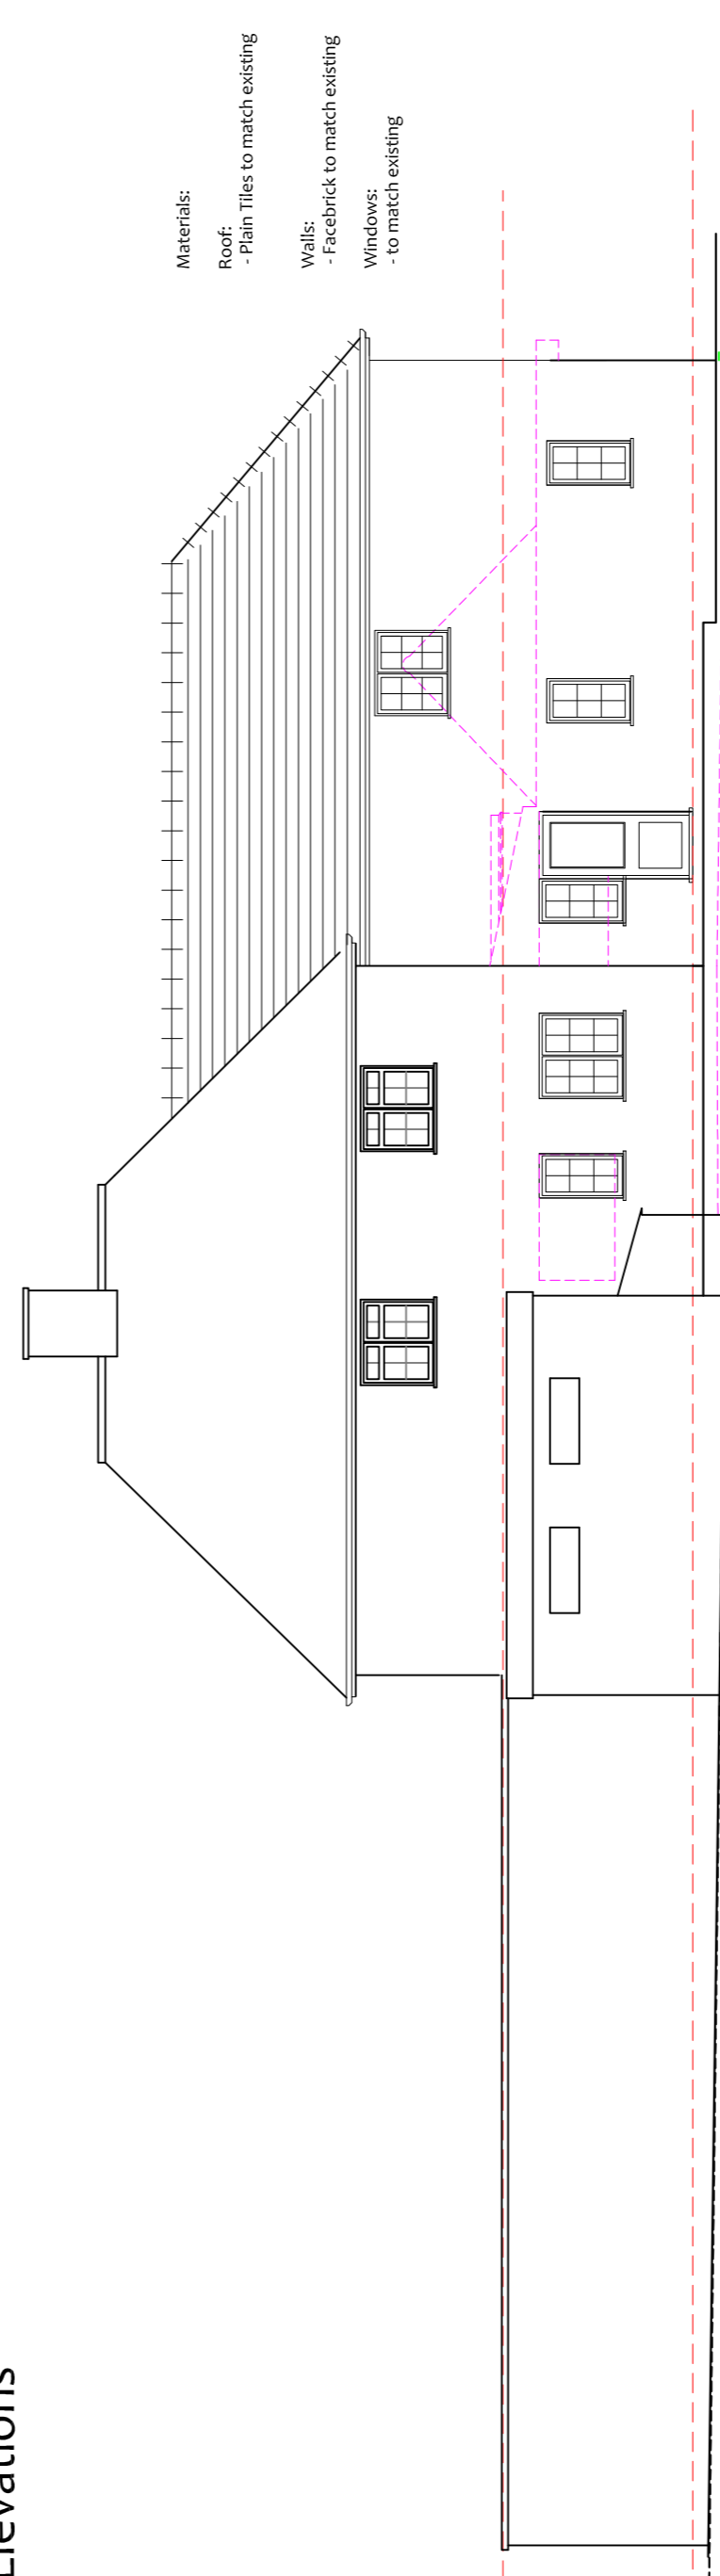 Elevations
Materials:
Roof:
- Plain Tiles to match existing
Walls:
- Facebrick to match existing
Windows:
- to match existing